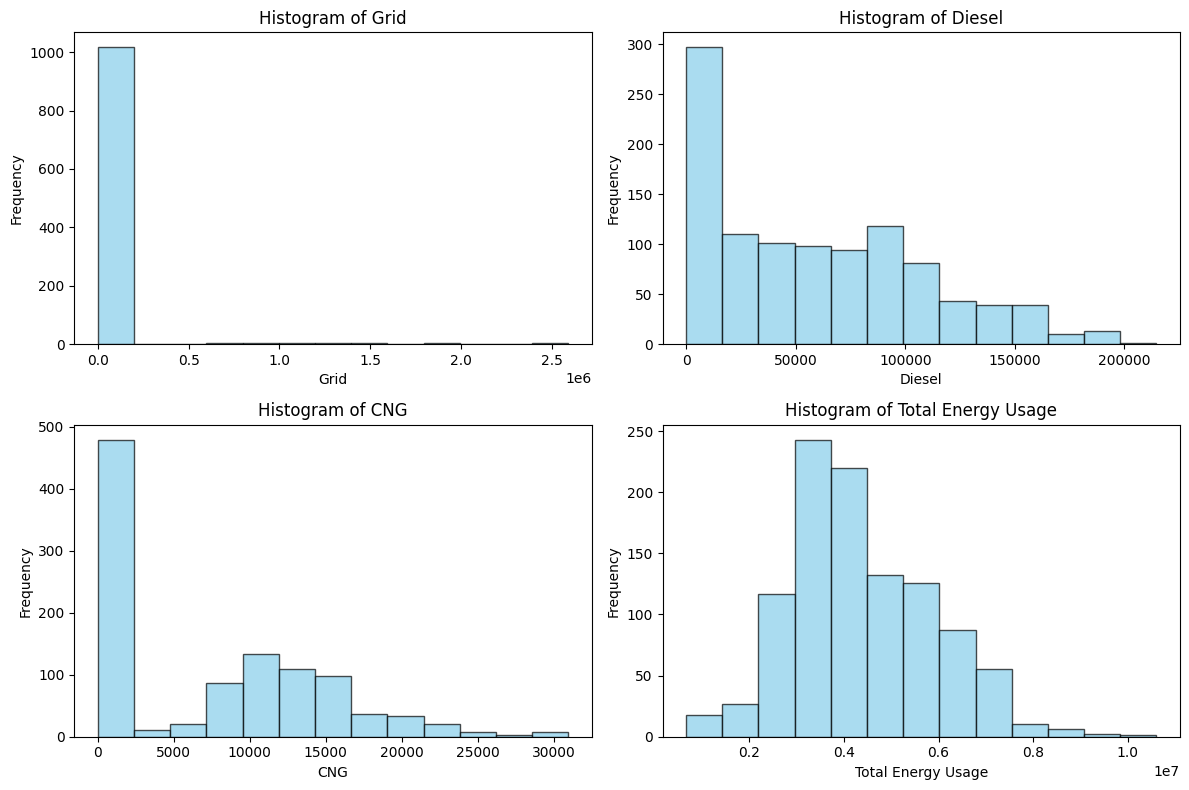 Histogram of Grid
Frequency
1000
800
600
400
200
0
0.0 0.5 1.0 1.5 2.0 2.5
1e6
Grid
Histogram of Diesel
Frequency
300
250
200
150
100
50
0
0 50000 100000 150000 200000
Diesel
Histogram of CNG
Frequency
500
400
300
200
100
0
0 5000 10000 15000 20000 25000 30000
CNG
Histogram of Total Energy Usage
Frequency
250
200
150
100
50
0
0.2 0.4 0.6 0.8 1.0
1e7
Total Energy Usage